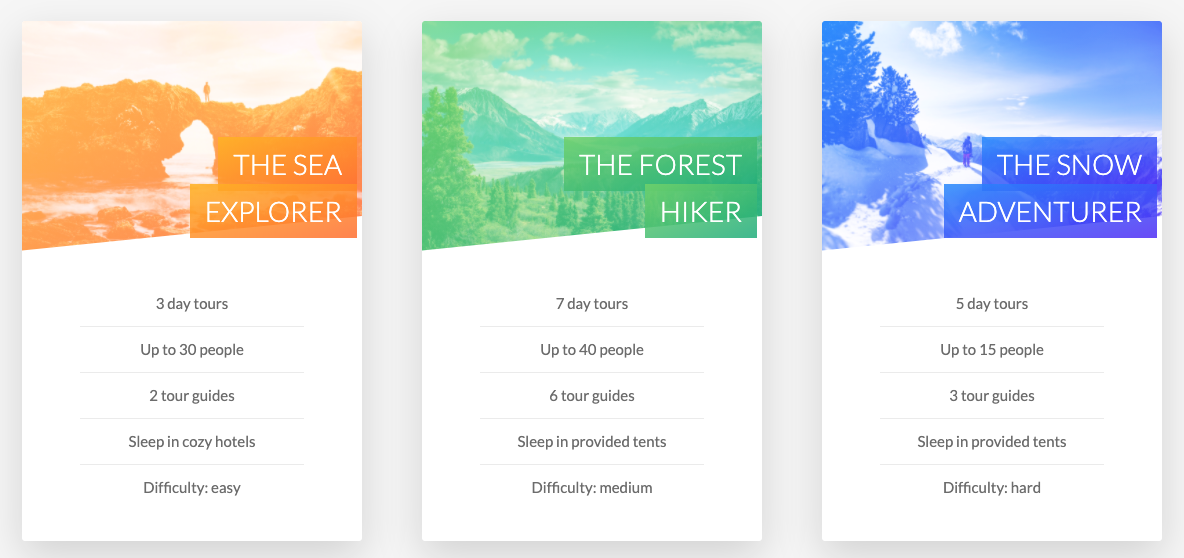 THE SEA
EXPLORER
3 day tours
Up to 30 people
2 tour guides
Sleep in cozy hotels
Difficulty: easy
THE FOREST
HIKER
7 day tours
Up to 40 people
6 tour guides
Sleep in provided tents
Difficulty: medium
THE SNOW
ADVENTURER
5 day tours
Up to 15 people
3 tour guides
Sleep in provided tents
Difficulty: hard